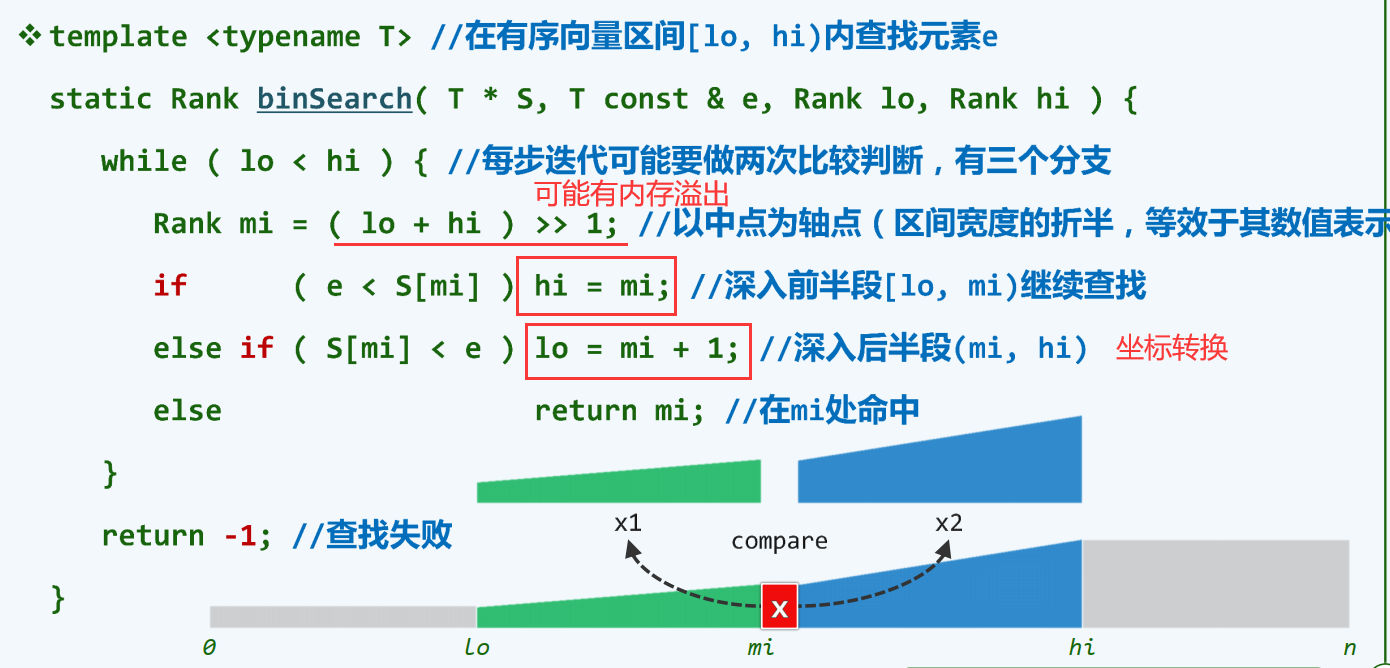 ❖ template <typename T> //在有序向量区间[lo, hi)内查找元素e
static Rank binSearch( T * S, T const & e, Rank lo, Rank hi ) {
while ( lo < hi ) { //每步迭代可能要做两次比较判断，有三个分支
可能有内存溢出
Rank mi = ( lo + hi ) >> 1; //以中点为轴点（区间宽度的折半，等效于其数值表示
if ( e < S[mi] ) hi = mi; //深入前半段[lo, mi)继续查找
else if ( S[mi] < e ) lo = mi + 1; //深入后半段(mi, hi) 坐标转换
else return mi; //在mi处命中
}
return -1; //查找失败
}
x1 x2
compare
x
0 lo mi hi n